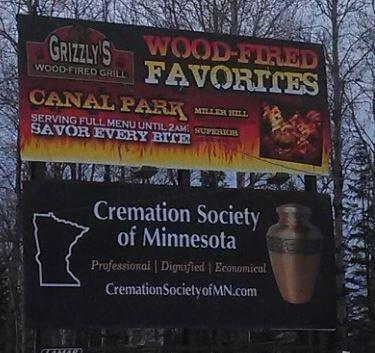 GRIZZLY'S
WOOD-FIRED GRILL
WOOD-FIRED
FAVORITES
CANAL PARK
MILLER HILL
SERVING FULL MENU UNTIL 2AM!
SUPERIOR
SAVOR EVERY BITE!
Cremation Society
of Minnesota
Professional | Dignified | Economical
CremationSocietyofMN.com
LAMAR